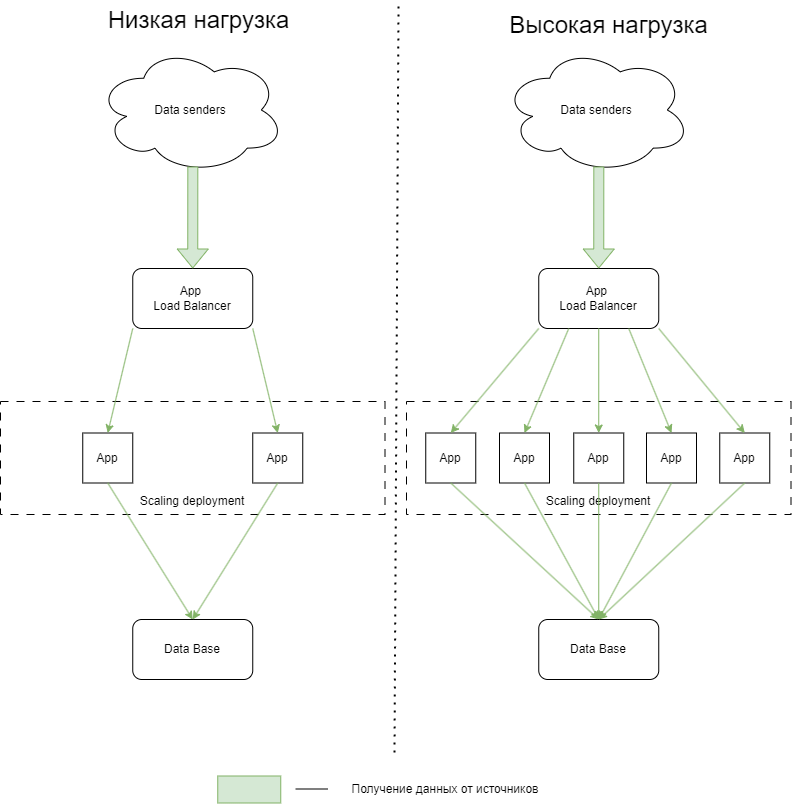 Низкая нагрузка
Data senders
App
Load Balancer
App
App
Scaling deployment
Data Base
Высокая нагрузка
Data senders
App
Load Balancer
App
App
App
App
App
Scaling deployment
Data Base
Получение данных от источников